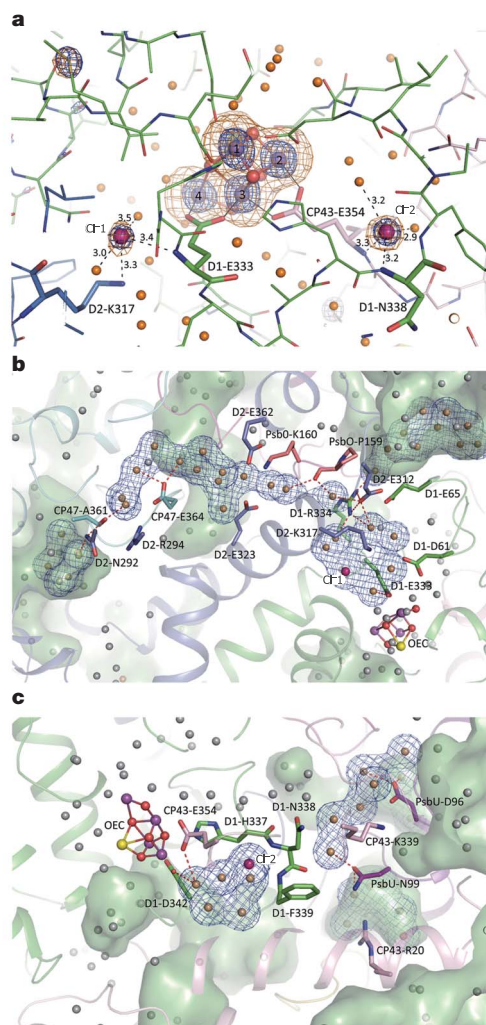 a
1
2
4
3
3.5
Cl-1
3.4
3.0
3.3
CP43-E354
D1-E333
D2-K317
3.2
Cl-2
2.9
3.3
3.2
D1-N338
b
D2-E362
PsbO-K160
PsbO-P159
D2-E312
D1-E65
D1-R334
CP47-A361
CP47-E364
D2-K317
D2-R294
D2-N292
D2-E323
D1-D61
Cl-1
D1-E333
OEC
c
CP43-E354
D1-H337
D1-N338
PsbU-D96
OEC
CP43-K339
Cl-2
PsbU-N99
D1-D342
D1-F339
CP43-R20